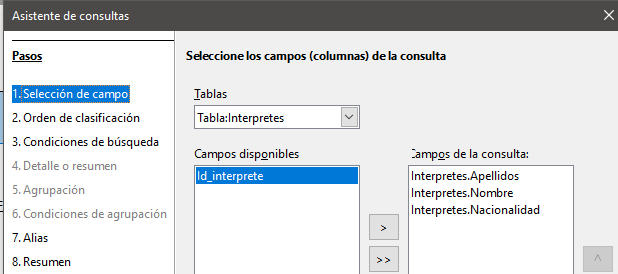 Asistente de consultas
Pasos
1. Selección de campo
2. Orden de clasificación
3. Condiciones de búsqueda
4. Detalle o resumen
5. Agrupación
6. Condiciones de agrupación
7. Alias
8. Resumen
Seleccione los campos (columnas) de la consulta
Tablas
Tabla:Interpretes
Campos disponibles
Id_interprete
>
>>
Campos de la consulta:
Interpretes.Apellidos
Interpretes.Nombre
Interpretes.Nacionalidad